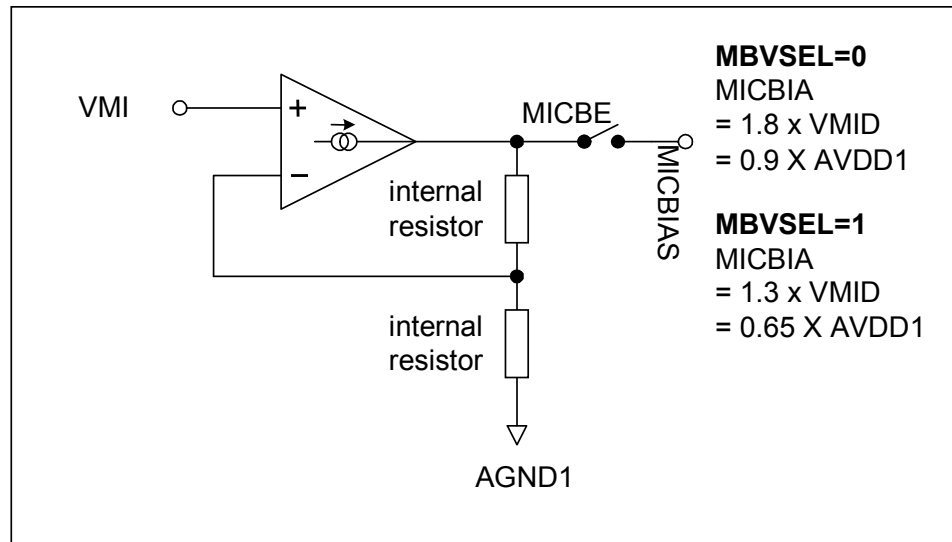 VMI
+
−
MICBE
MICBIAS
internal
resistor
internal
resistor
AGND1
MBVSEL=0
MICBIA
= 1.8 x VMID
= 0.9 X AVDD1
MBVSEL=1
MICBIA
= 1.3 x VMID
= 0.65 X AVDD1